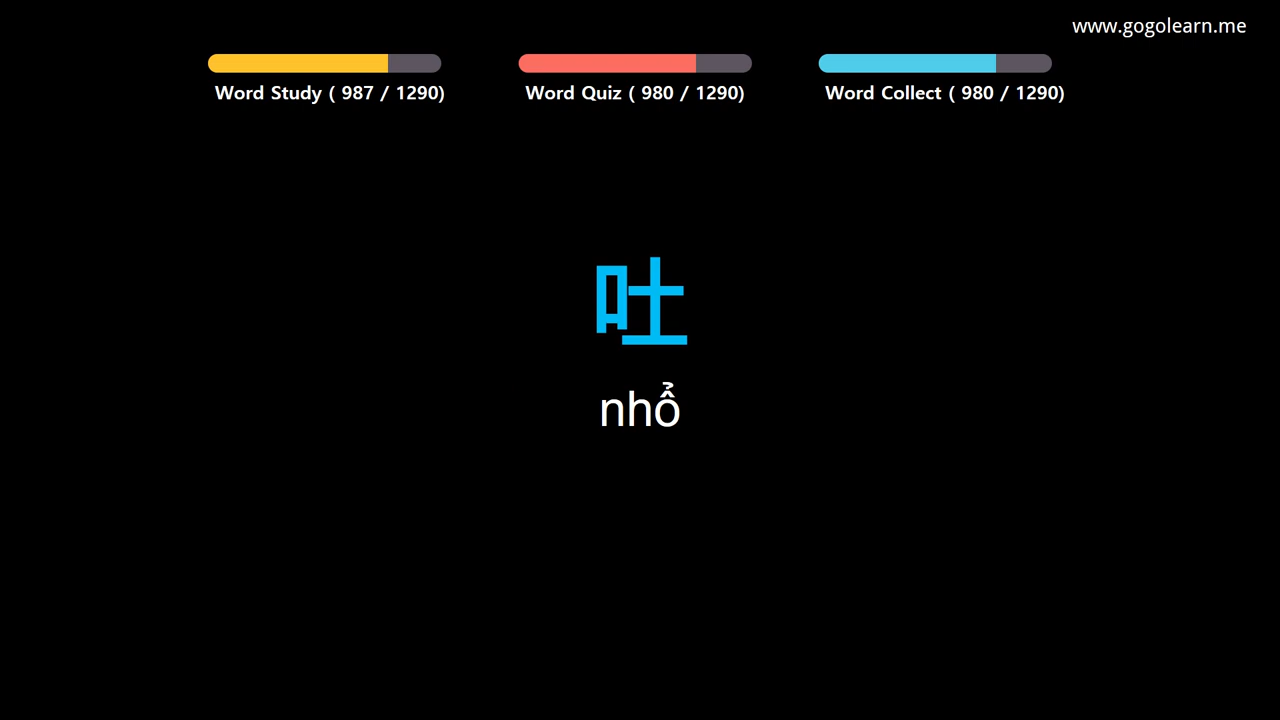 www.gogolearn.me
Word Study ( 987 / 1290)
Word Quiz ( 980 / 1290)
Word Collect ( 980 / 1290)
吐
nhổ